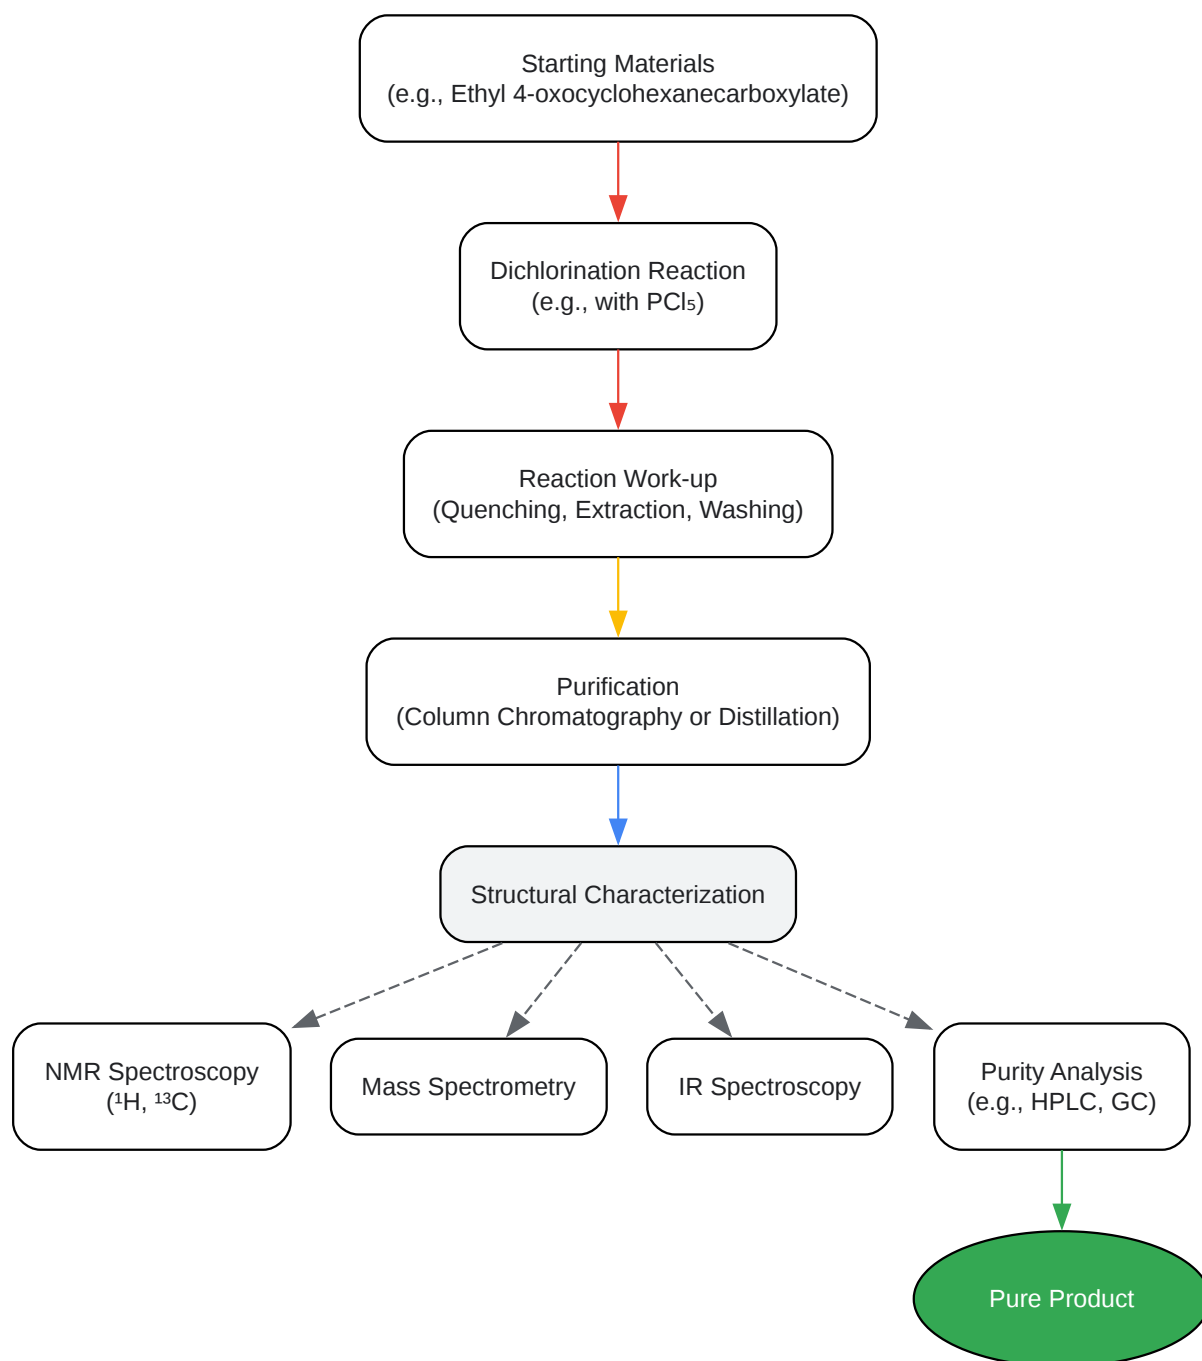 Starting Materials
(e.g., Ethyl 4-oxocyclohexanecarboxylate)
Dichlorination Reaction
(e.g., with PCl₅)
Reaction Work-up
(Quenching, Extraction, Washing)
Purification
(Column Chromatography or Distillation)
Structural Characterization
NMR Spectroscopy
(¹H, ¹³C)
Mass Spectrometry
IR Spectroscopy
Purity Analysis
(e.g., HPLC, GC)
Pure Product